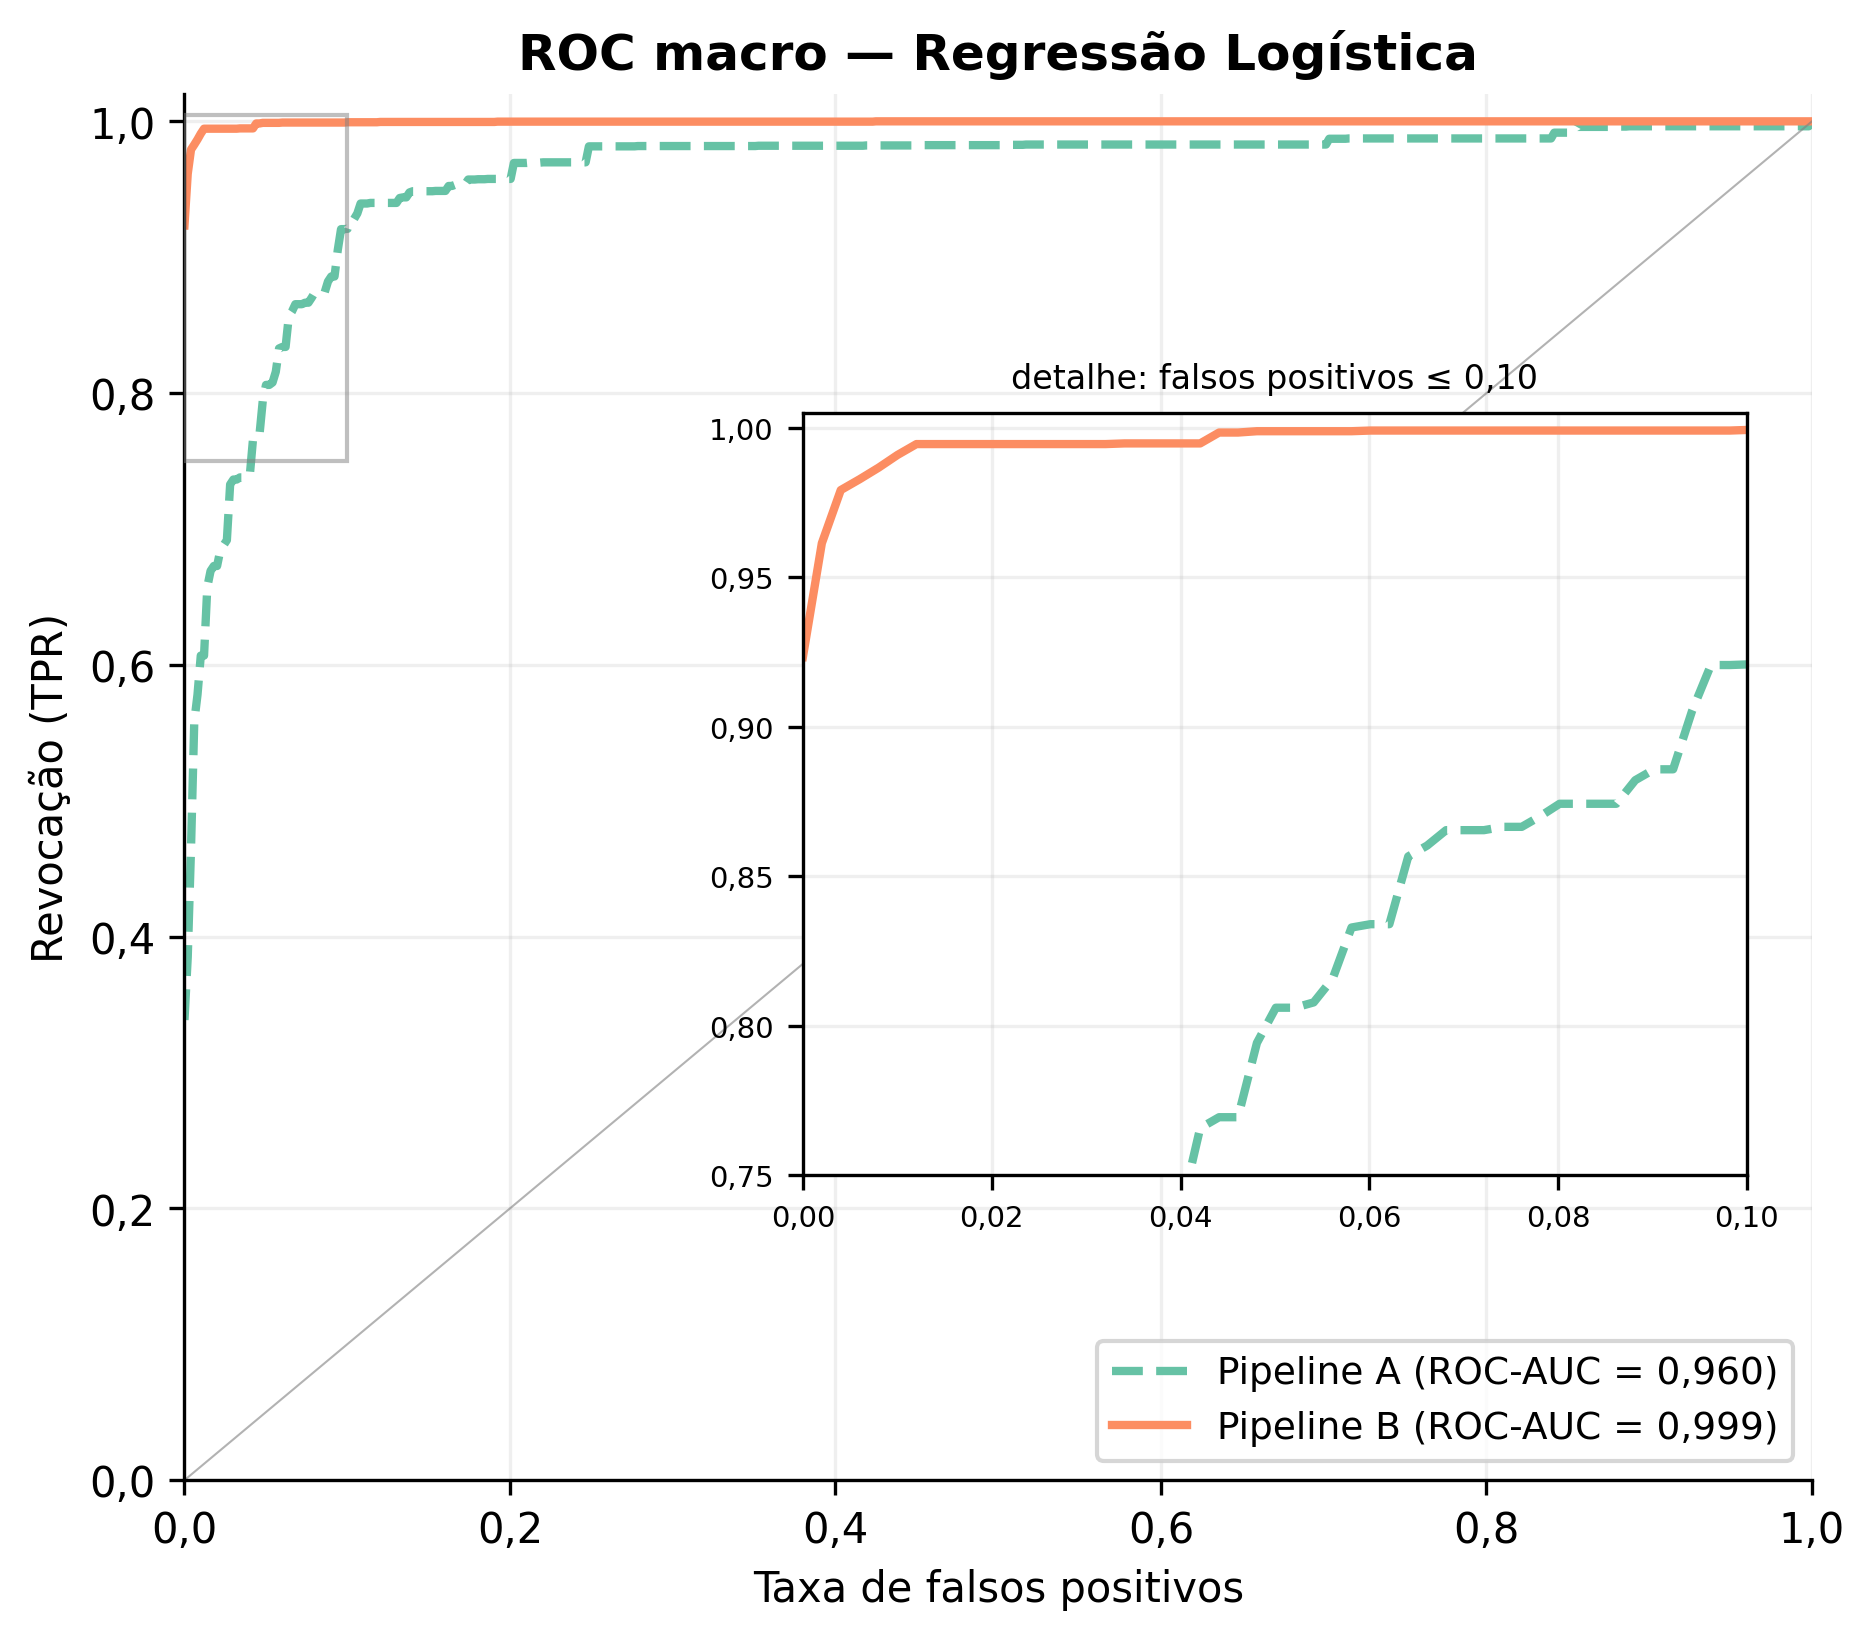 ROC macro — Regressão Logística
1,0
0,8
0,6
0,4
0,2
0,0
Revocação (TPR)
detalhe: falsos positivos ≤ 0,10
1,00
0,95
0,90
0,85
0,80
0,75
0,00 0,02 0,04 0,06 0,08 0,10
Pipeline A (ROC-AUC = 0,960)
Pipeline B (ROC-AUC = 0,999)
0,0 0,2 0,4 0,6 0,8 1,0
Taxa de falsos positivos